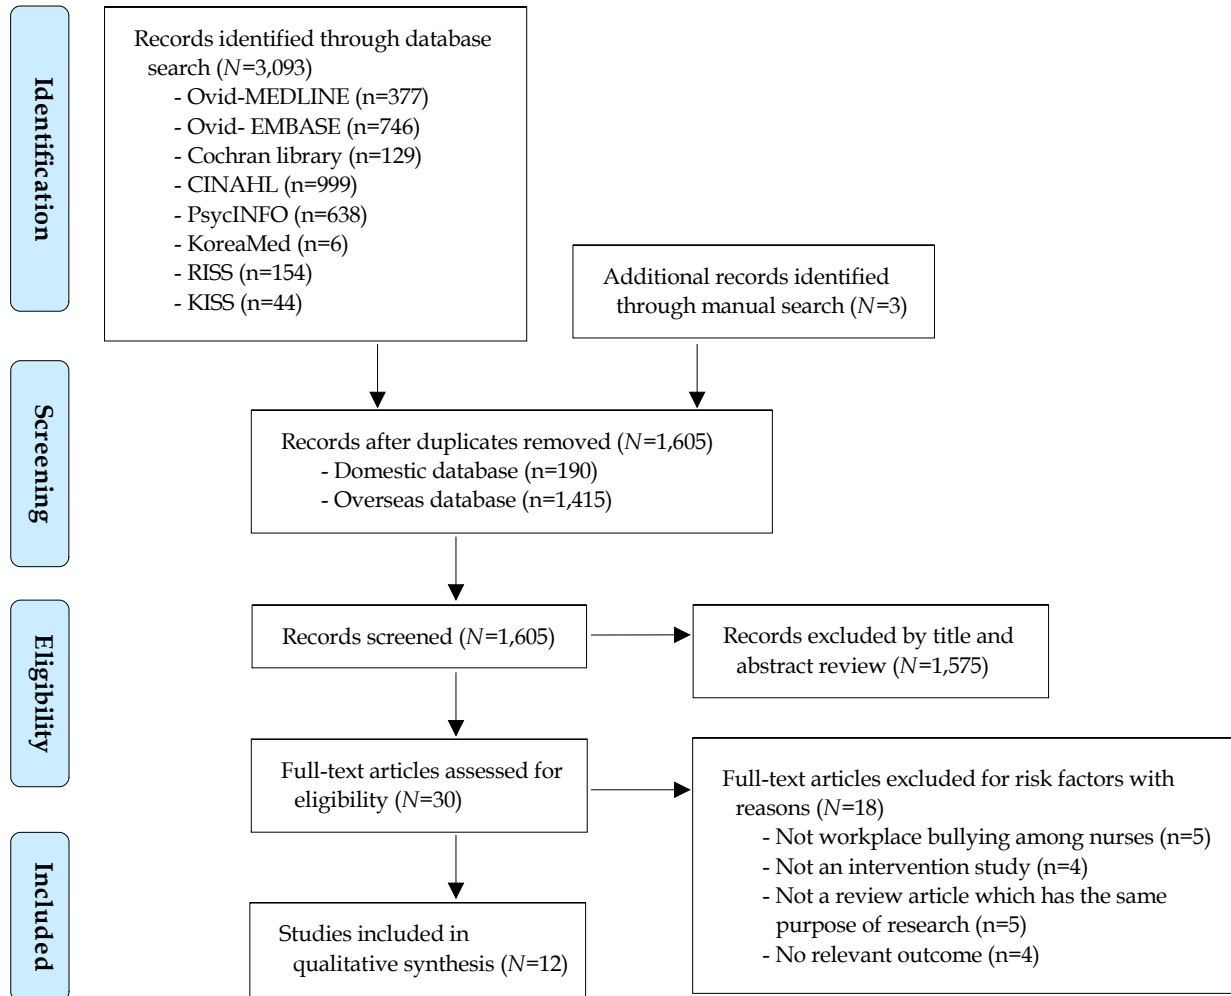 Identification
Records identified through database
search (N=3,093)
- Ovid-MEDLINE (n=377)
- Ovid- EMBASE (n=746)
- Cochran library (n=129)
- CINAHL (n=999)
- PsycINFO (n=638)
- KoreaMed (n=6)
- RISS (n=154)
- KISS (n=44)
Additional records identified
through manual search (N=3)
Screening
Records after duplicates removed (N=1,605)
- Domestic database (n=190)
- Overseas database (n=1,415)
Eligibility
Records screened (N=1,605)
Records excluded by title and
abstract review (N=1,575)
Full-text articles assessed for
eligibility (N=30)
Full-text articles excluded for risk factors with
reasons (N=18)
- Not workplace bullying among nurses (n=5)
- Not an intervention study (n=4)
- Not a review article which has the same
purpose of research (n=5)
- No relevant outcome (n=4)
Included
Studies included in
qualitative synthesis (N=12)